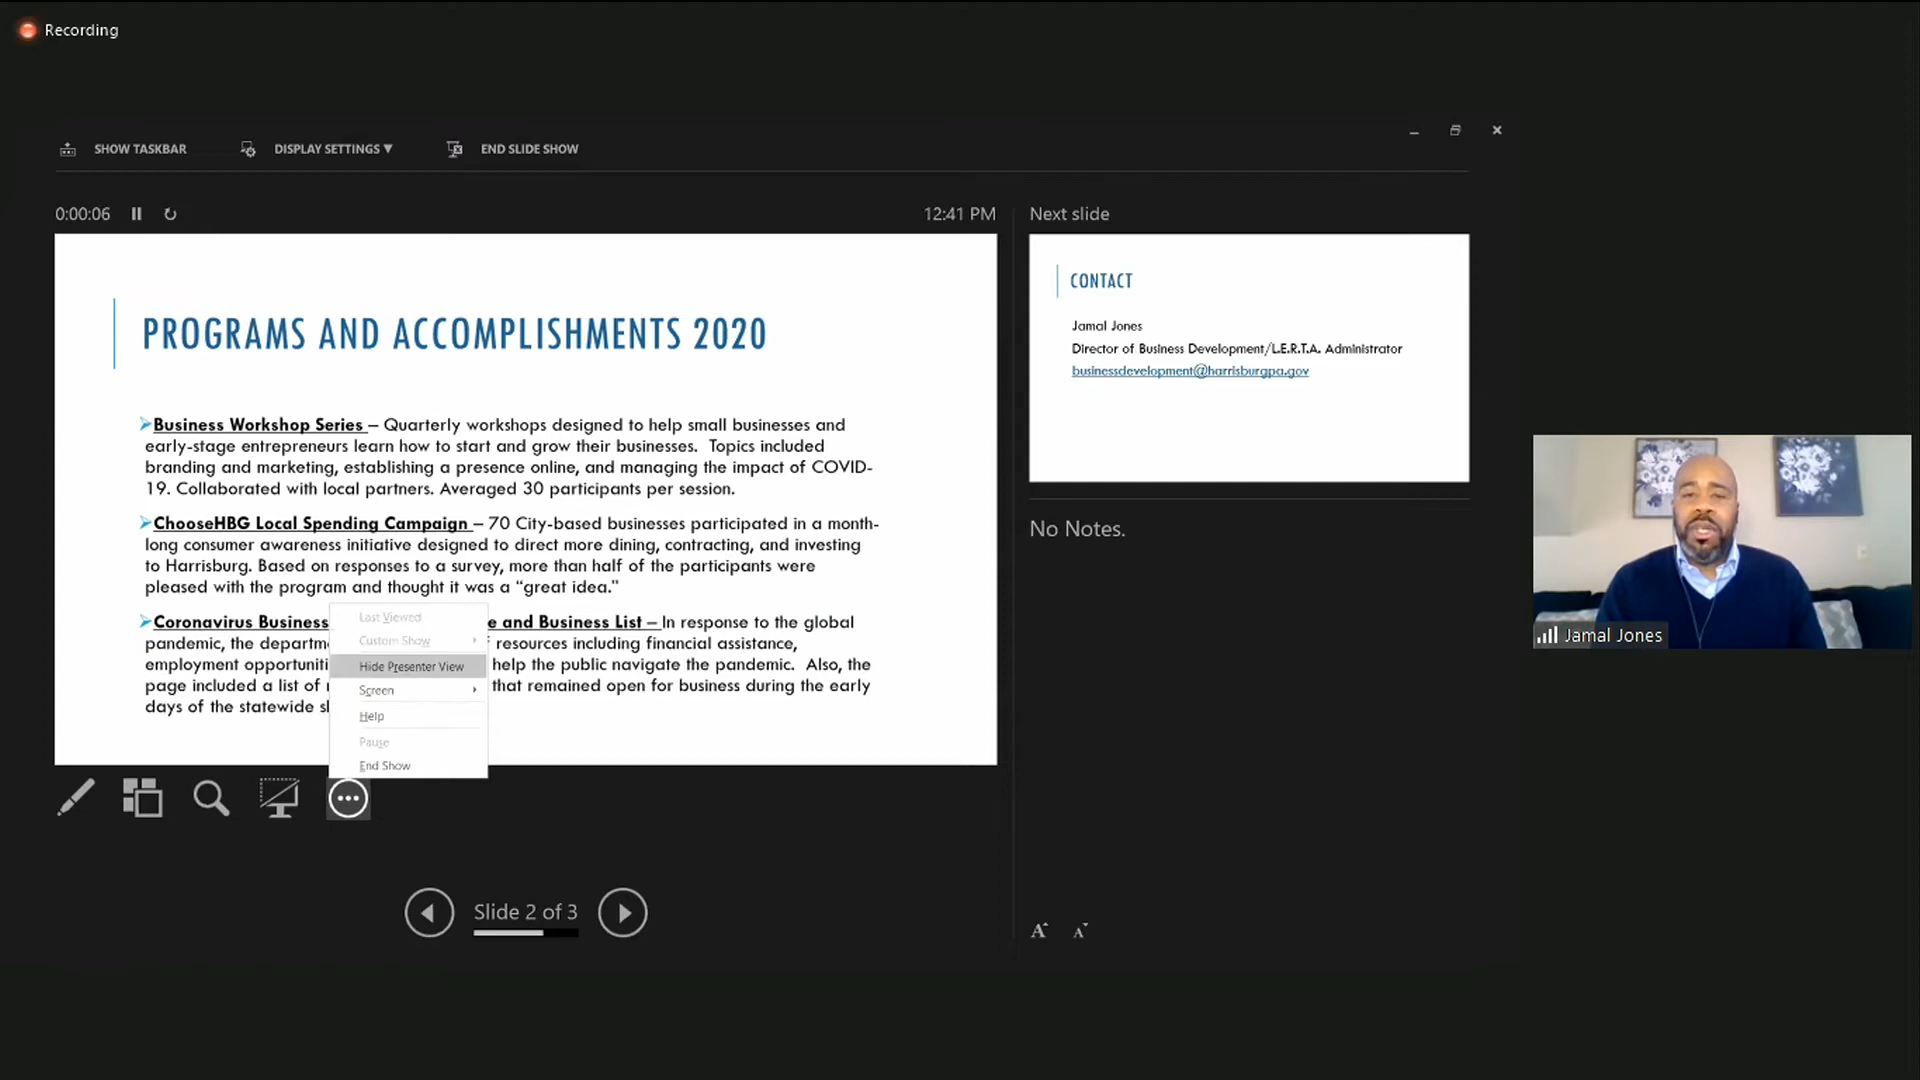 Recording
SHOW TASKBAR
DISPLAY SETTINGS ▼
END SLIDE SHOW
0:00:06
12:41 PM
Next slide
PROGRAMS AND ACCOMPLISHMENTS 2020
Business Workshop Series – Quarterly workshops designed to help small businesses and
early-stage entrepreneurs learn how to start and grow their businesses. Topics included
branding and marketing, establishing a presence online, and managing the impact of COVID-
19. Collaborated with local partners. Averaged 30 participants per session.
ChooseHBG Local Spending Campaign – 70 City-based businesses participated in a month-
long consumer awareness initiative designed to direct more dining, contracting, and investing
to Harrisburg. Based on responses to a survey, more than half of the participants were
pleased with the program and thought it was a “great idea.”
Coronavirus Business e and Business List – In response to the global
pandemic, the departm resources including financial assistance,
employment opportuniti help the public navigate the pandemic. Also, the
page included a list of that remained open for business during the early
days of the statewide
Last Viewed
Custom Show
Hide Presenter View
Screen
Help
Pause
End Show
Slide 2 of 3
CONTACT
Jamal Jones
Director of Business Development/L.E.R.T.A. Administrator
businessdevelopment@harrisburgpa.gov
No Notes.
A A
Jamal Jones